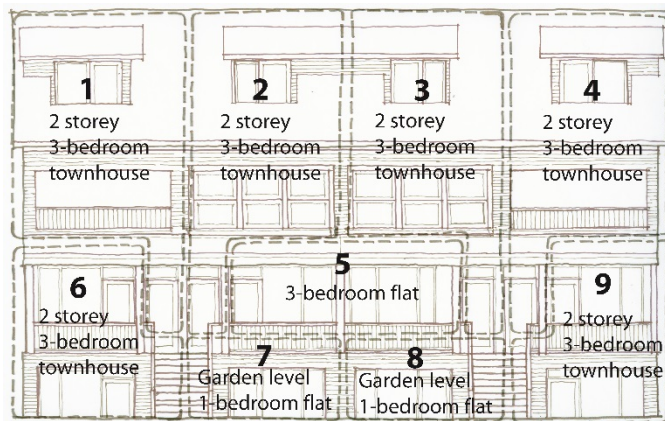 1
2 storey
3-bedroom
townhouse
2
2 storey
3-bedroom
townhouse
3
2 storey
3-bedroom
townhouse
4
2 storey
3-bedroom
townhouse
5
3-bedroom flat
6
2 storey
3-bedroom
townhouse
7
Garden level
1-bedroom flat
8
Garden level
1-bedroom flat
9
2 storey
3-bedroom
townhouse